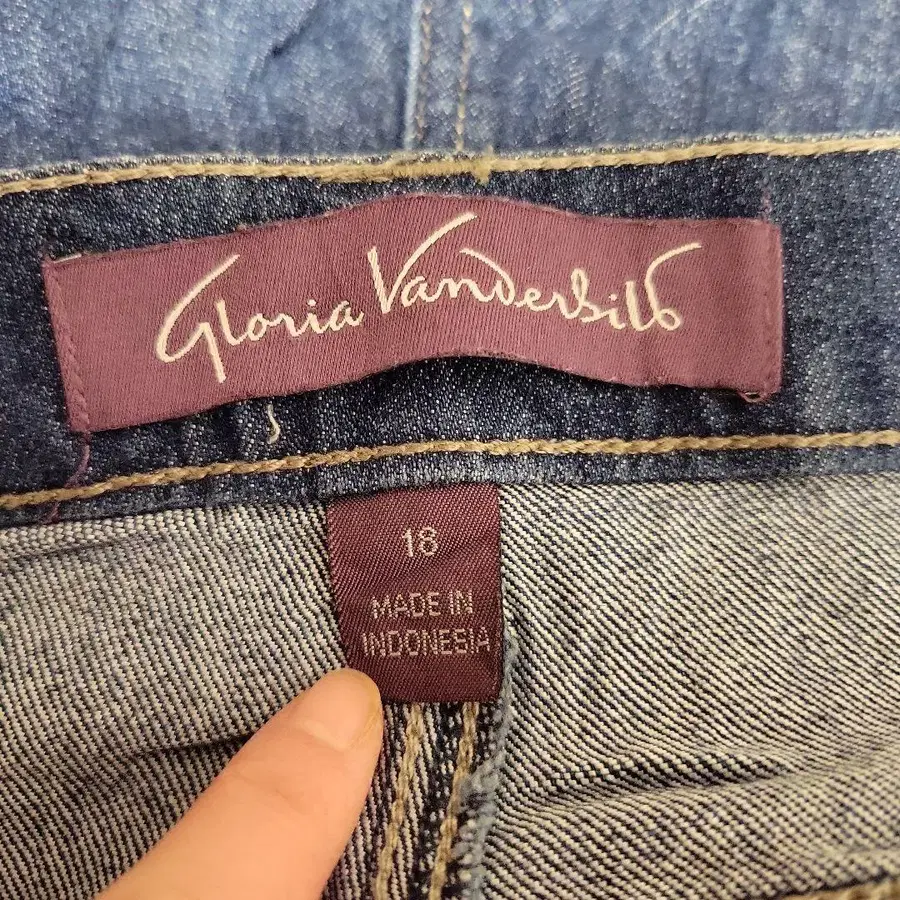 Gloria Vanderbilt
18
MADE IN
INDONESIA